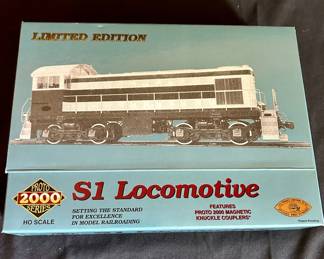 LIMITED EDITION
PROTO
2000
SERIES
HO SCALE
S1 Locomotive
SETTING THE STANDARD
FOR EXCELLENCE
IN MODEL RAILROADING
FEATURES
PROTO 2000 MAGNETIC
KNUCKLE COUPLERS